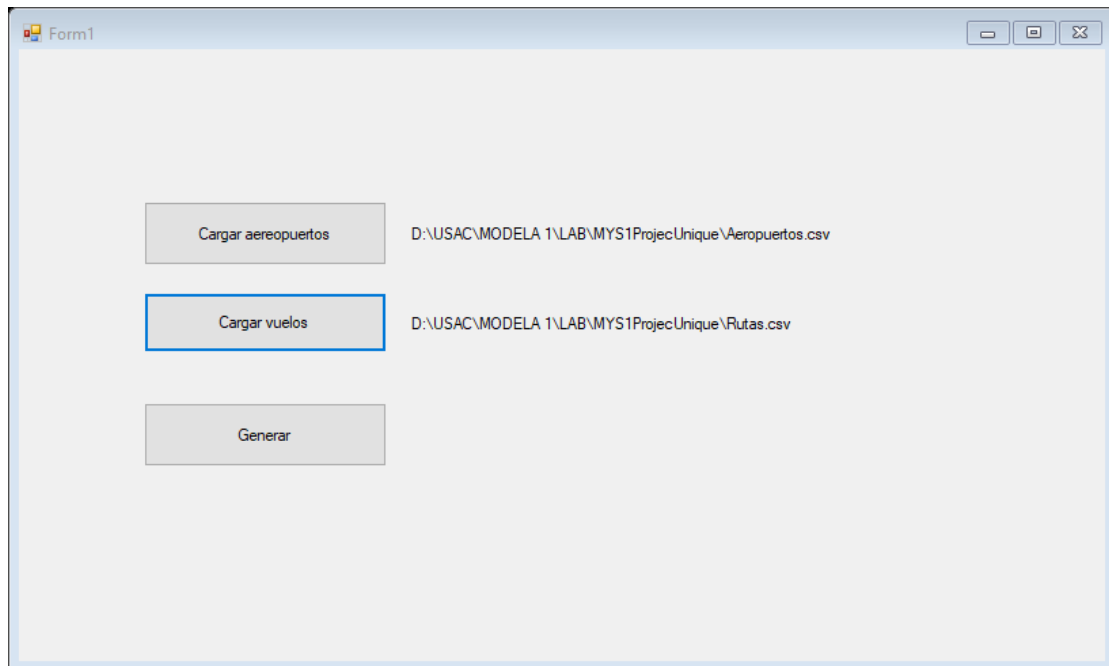 Form1
Cargar aereopuertos
D:\USAC\MODELA 1\LAB\MYS1ProjecUnique\Aeropuertos.csv
Cargar vuelos
D:\USAC\MODELA 1\LAB\MYS1ProjecUnique\Rutas.csv
Generar